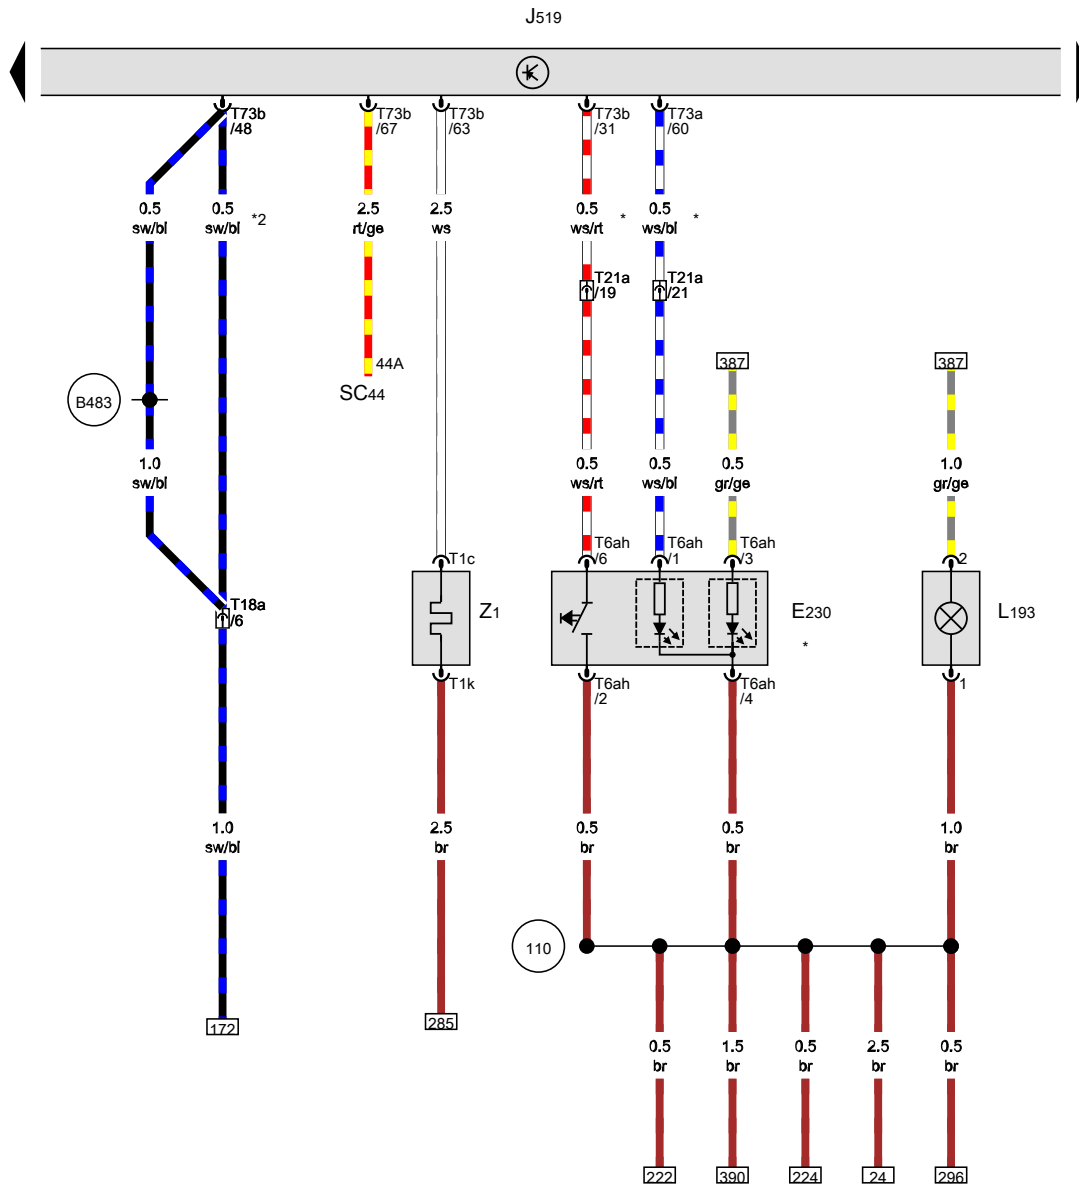 J519
T73b
/48
T73b
/67
T73b
/63
T73b
/31
T73a
/60
0.5
sw/bl
0.5
sw/bl
*2
2.5
rt/ge
2.5
ws
0.5
ws/rt
*
0.5
ws/bl
*
T21a
/19
T21a
/21
44A
SC44
387
387
B483
1.0
sw/bl
0.5
ws/rt
0.5
ws/bl
0.5
gr/ge
1.0
gr/ge
T1c
T6ah
/6
T6ah
/1
T6ah
/3
2
T18a
/6
Z1
E230
*
L193
T1k
T6ah
/2
T6ah
/4
1
1.0
sw/bl
2.5
br
0.5
br
0.5
br
1.0
br
110
172
285
0.5
br
1.5
br
0.5
br
2.5
br
0.5
br
222
390
224
24
296